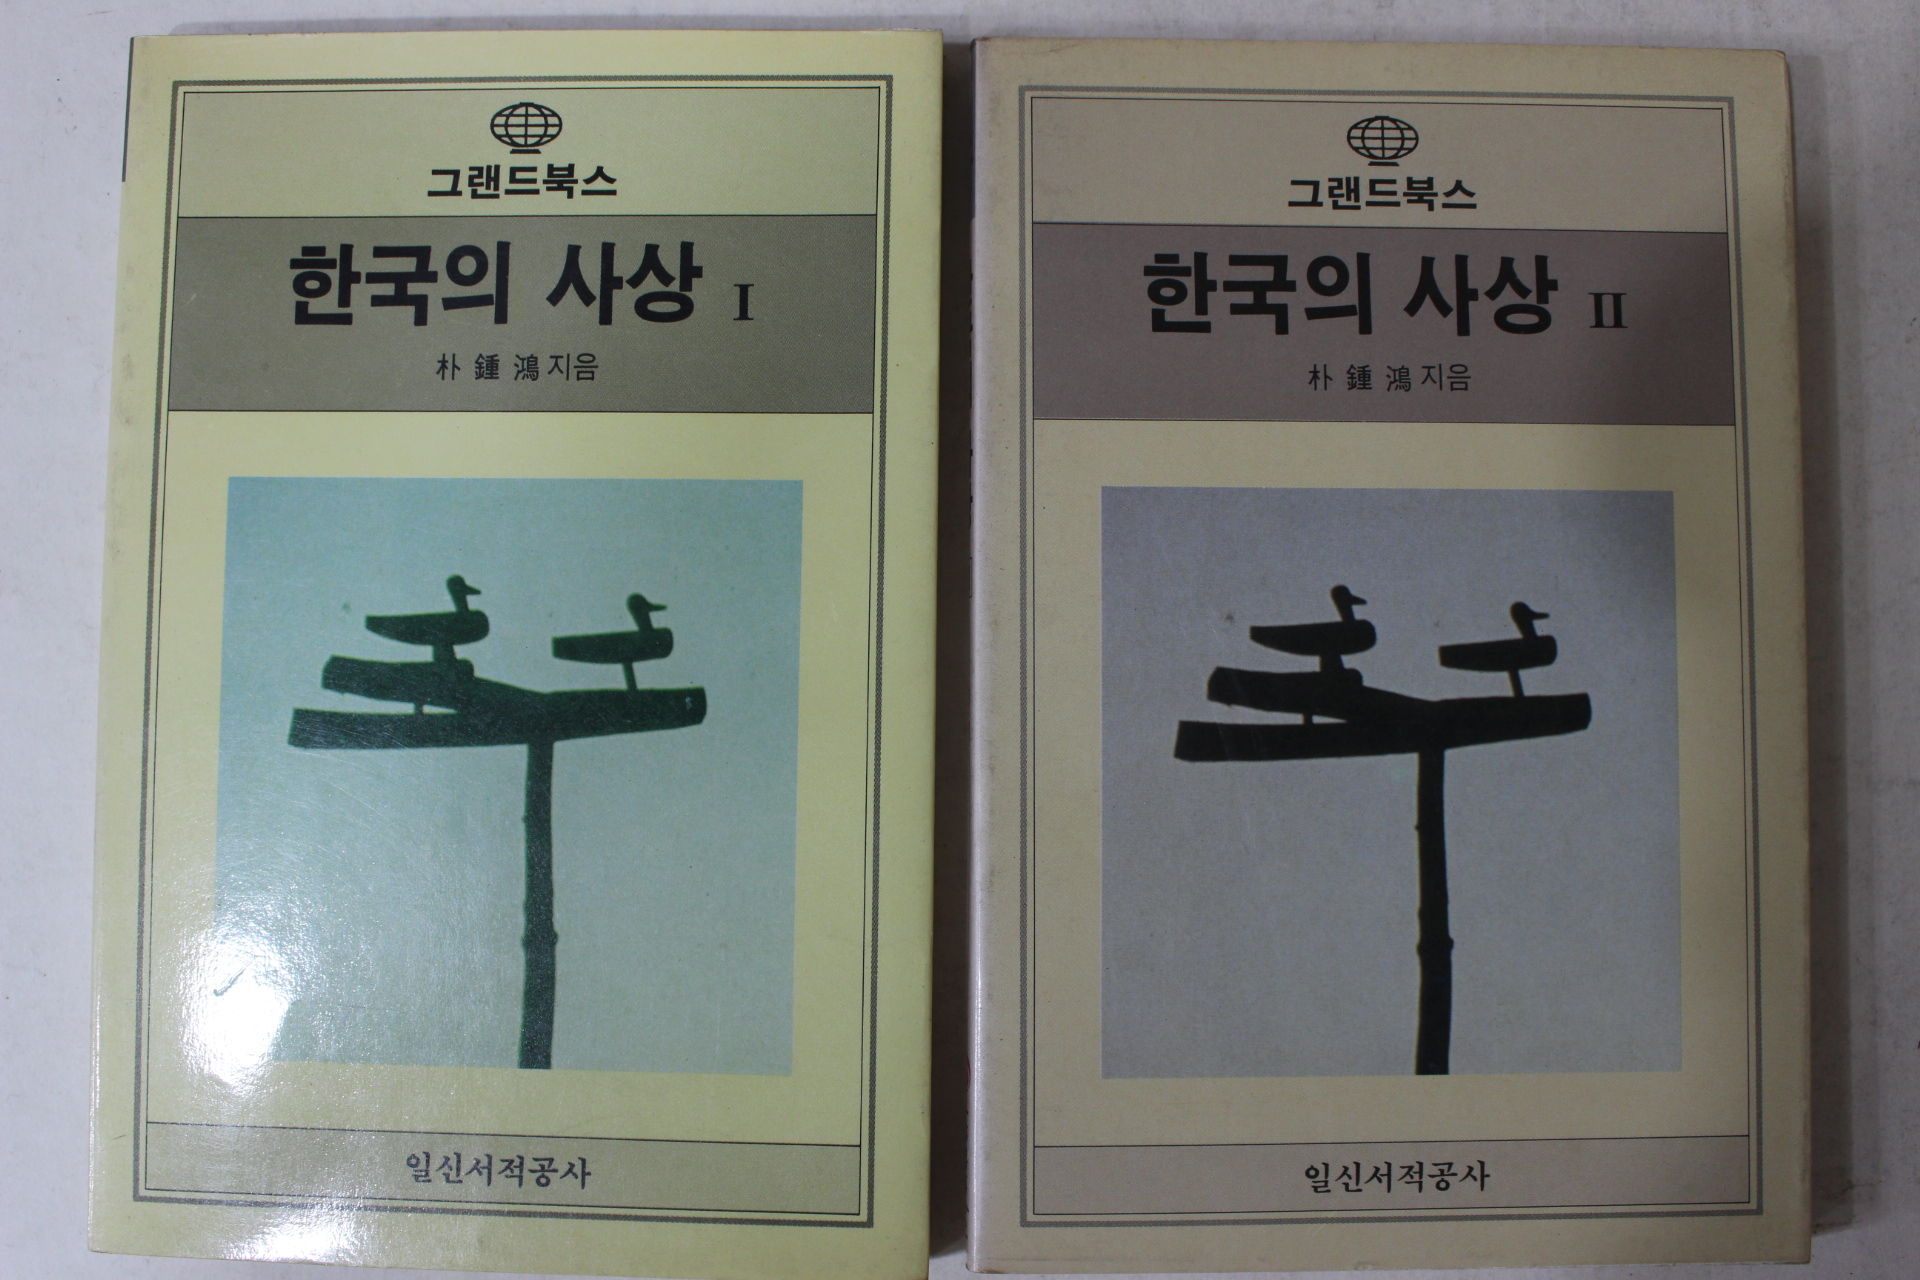 그랜드북스
한국의 사상 I
朴鍾鴻 지음
일신서적공사
그랜드북스
한국의 사상 II
朴鍾鴻 지음
일신서적공사